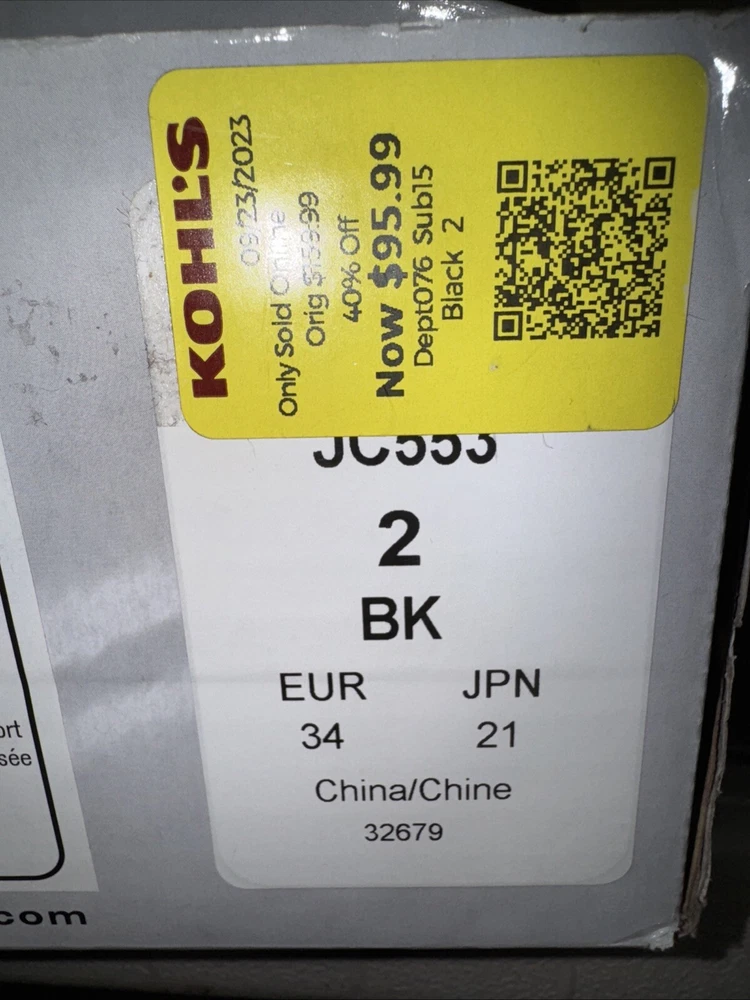 KOHL'S
09/23/2023
Only Sold Online
Orig $159.99
40% Off
Now $95.99
Dept076 Sub15
Black 2
JC553
2
BK
EUR JPN
34 21
China/Chine
32679
ort
sée
.com